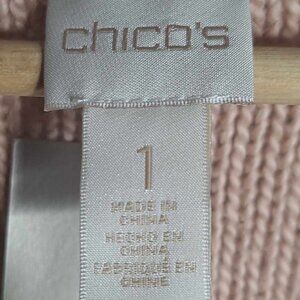 chico's
1
MADE IN
CHINA
HECHO EN
CHINA
FABRIQUÉ EN
CHINE